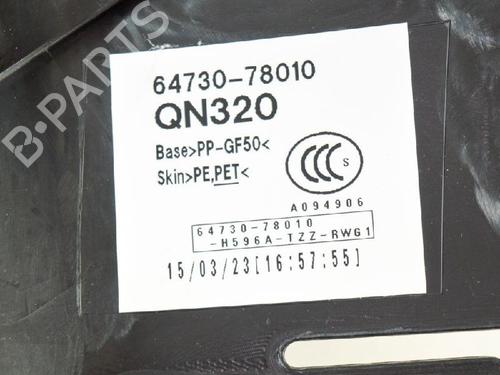 B-PARTS
64730-78010
QN320
Base>PP-GF50<
Skin>PE,PET<
CCC S
A094906
64730-78010
-H596A-TZZ-RWG1
15/03/23[16:57:55]